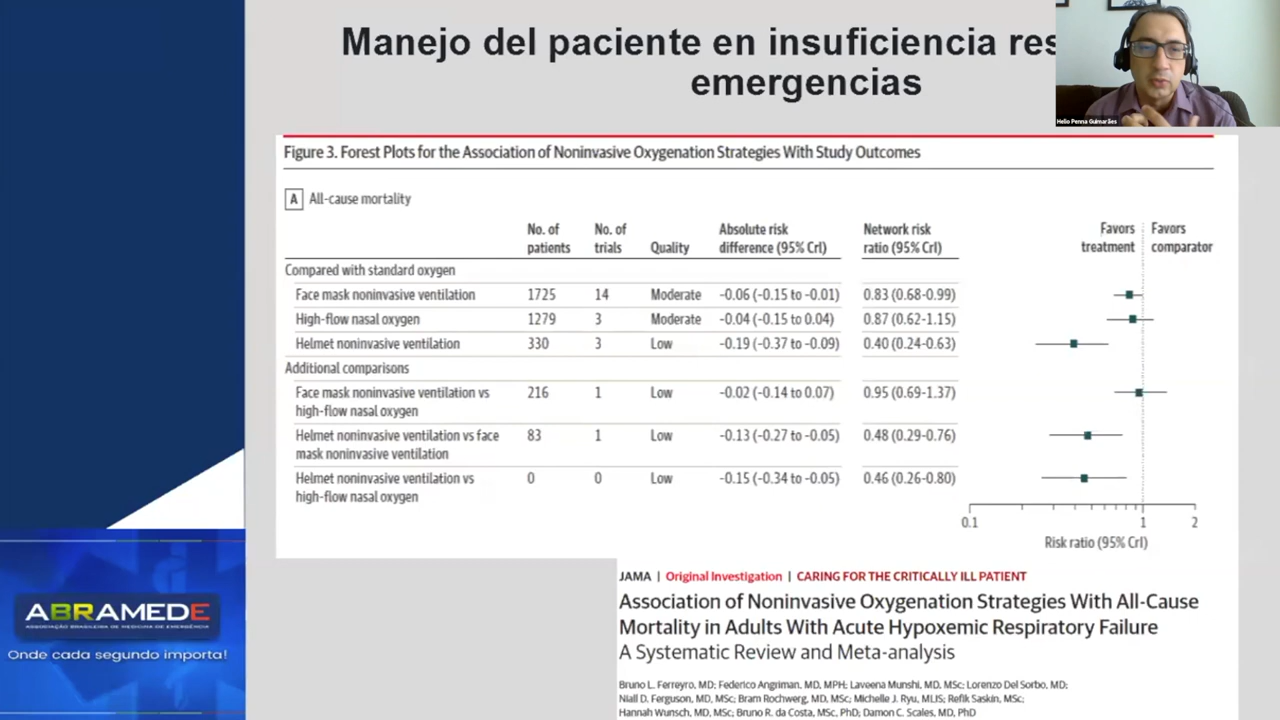 Manejo del paciente en insuficiencia res
emergencias
Helio Penna Guimarães
Figure 3. Forest Plots for the Association of Noninvasive Oxygenation Strategies With Study Outcomes
A All-cause mortality
No. of patients No. of trials Quality Absolute risk difference (95% CrI) Network risk ratio (95% CrI) Favors treatment Favors comparator
Compared with standard oxygen
Face mask noninvasive ventilation 1725 14 Moderate -0.06 (-0.15 to -0.01) 0.83 (0.68-0.99)
High-flow nasal oxygen 1279 3 Moderate -0.04 (-0.15 to 0.04) 0.87 (0.62-1.15)
Helmet noninvasive ventilation 330 3 Low -0.19 (-0.37 to -0.09) 0.40 (0.24-0.63)
Additional comparisons
Face mask noninvasive ventilation vs 216 1 Low -0.02 (-0.14 to 0.07) 0.95 (0.69-1.37)
high-flow nasal oxygen
Helmet noninvasive ventilation vs face 83 1 Low -0.13 (-0.27 to -0.05) 0.48 (0.29-0.76)
mask noninvasive ventilation
Helmet noninvasive ventilation vs 0 0 Low -0.15 (-0.34 to -0.05) 0.46 (0.26-0.80)
high-flow nasal oxygen
0.1 1 2
Risk ratio (95% CrI)
JAMA | Original Investigation | CARING FOR THE CRITICALLY ILL PATIENT
Association of Noninvasive Oxygenation Strategies With All-Cause
Mortality in Adults With Acute Hypoxemic Respiratory Failure
A Systematic Review and Meta-analysis
Bruno L. Ferreyro, MD; Federico Angriman, MD, MPH; Laveena Munshi, MD, MSc; Lorenzo Del Sorbo, MD;
Niall D. Ferguson, MD, MSc; Bram Rochwerg, MD, MSc; Michelle J. Ryu, MLIS; Refik Saskin, MSc;
Hannah Wunsch, MD, MSc; Bruno R. da Costa, MSc, PhD; Damon C. Scales, MD, PhD
ABRAMEDE
ASSOCIAÇÃO BRASILEIRA DE MEDICINA DE EMERGÊNCIA
Onde cada segundo importa!